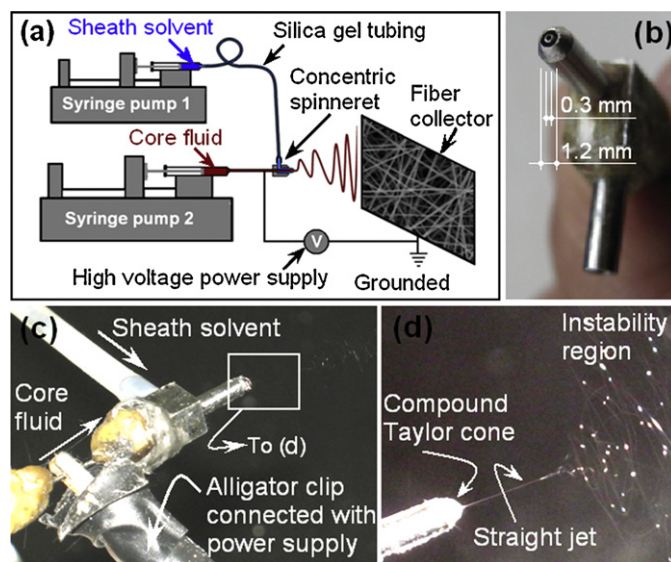 (a)
Sheath solvent
Silica gel tubing
Syringe pump 1
Concentric
spinneret
Fiber
collector
Core fluid
Syringe pump 2
V
High voltage power supply
Grounded
(b)
0.3 mm
1.2 mm
(c)
Sheath solvent
Core
fluid
To (d)
Alligator clip
connected with
power supply
(d)
Instability
region
Compound
Taylor cone
Straight jet